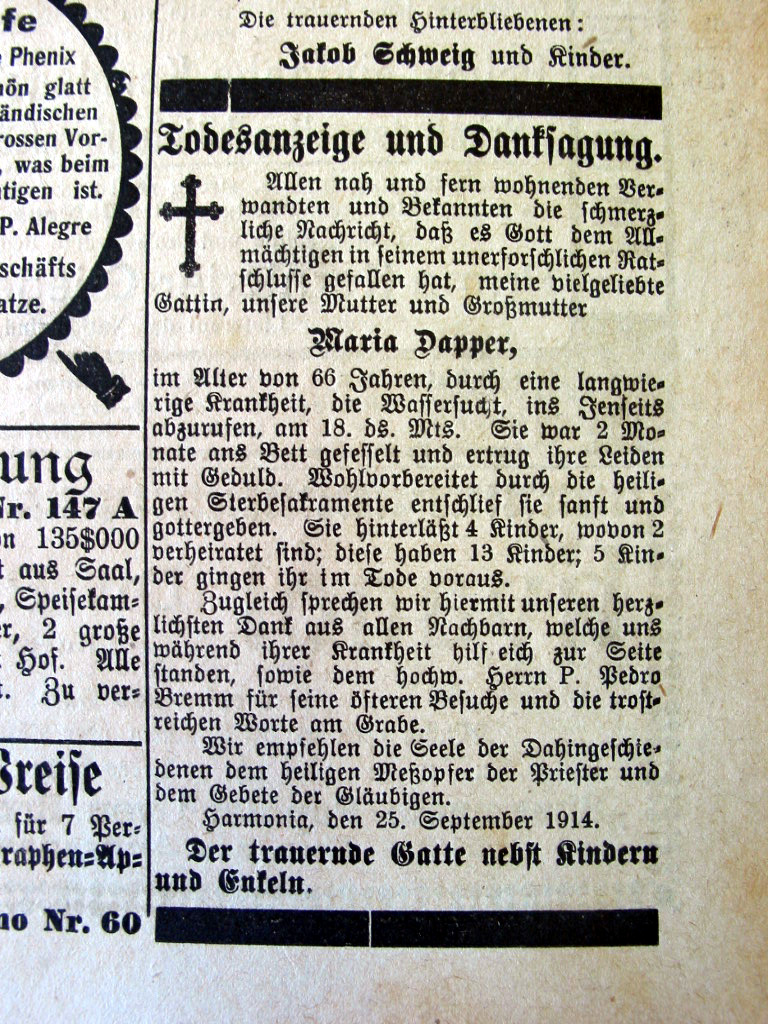 fe
Phenix
ön glatt
ändischen
rossen Vor-
, was beim
tigen ist.
P. Alegre
schäfts
atze.
ung
Nr. 147 A
on 135$000
t aus Saal,
, Speisekam-
r, 2 große
Hof. Alle
t. Zu ver-
Preise
für 7 Per-
raphen-Ap-
no Nr. 60
Die trauernden Hinterbliebenen:
Jakob Schweig und Kinder.
Todesanzeige und Danksagung.
Allen nah und fern wohnenden Ver-
wandten und Bekannten die schmerz-
liche Nachricht, daß es Gott dem All-
mächtigen in seinem unerforschlichen Rat-
schlusse gefallen hat, meine vielgeliebte
Gattin, unsere Mutter und Großmutter
Maria Dapper,
im Alter von 66 Jahren, durch eine langwie-
rige Krankheit, die Wassersucht, ins Jenseits
abzurufen, am 18. ds. Mts. Sie war 2 Mo-
nate ans Bett gefesselt und ertrug ihre Leiden
mit Geduld. Wohlvorbereitet durch die heili-
gen Sterbesakramente entschlief sie sanft und
gottergeben. Sie hinterläßt 4 Kinder, wovon 2
verheiratet sind; diese haben 13 Kinder; 5 Kin-
der gingen ihr im Tode voraus.
Zugleich sprechen wir hiermit unseren herz-
lichsten Dank aus allen Nachbarn, welche uns
während ihrer Krankheit hilf eich zur Seite
standen, sowie dem hochw. Herrn P. Pedro
Bremm für seine öfteren Besuche und die trost-
reichen Worte am Grabe.
Wir empfehlen die Seele der Dahingeschie-
denen dem heiligen Meßopfer der Priester und
dem Gebete der Gläubigen.
Harmonia, den 25. September 1914.
Der trauernde Gatte nebst Kindern
und Enkeln.